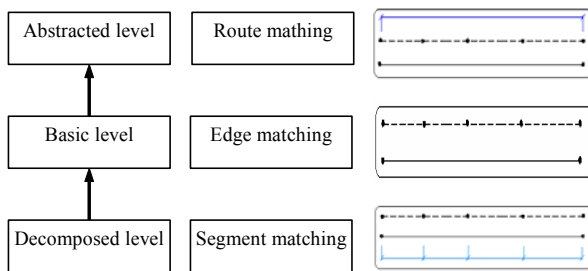 Abstracted level
Route mathing
Basic level
Edge matching
Decomposed level
Segment matching